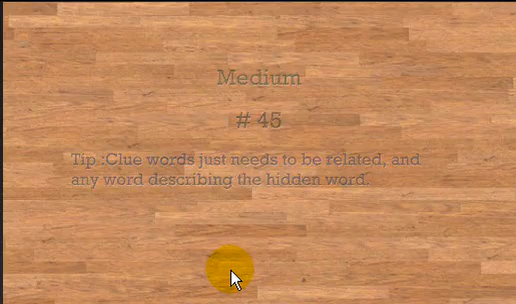 Medium
# 45
Tip :Clue words just needs to be related, and
any word describing the hidden word.